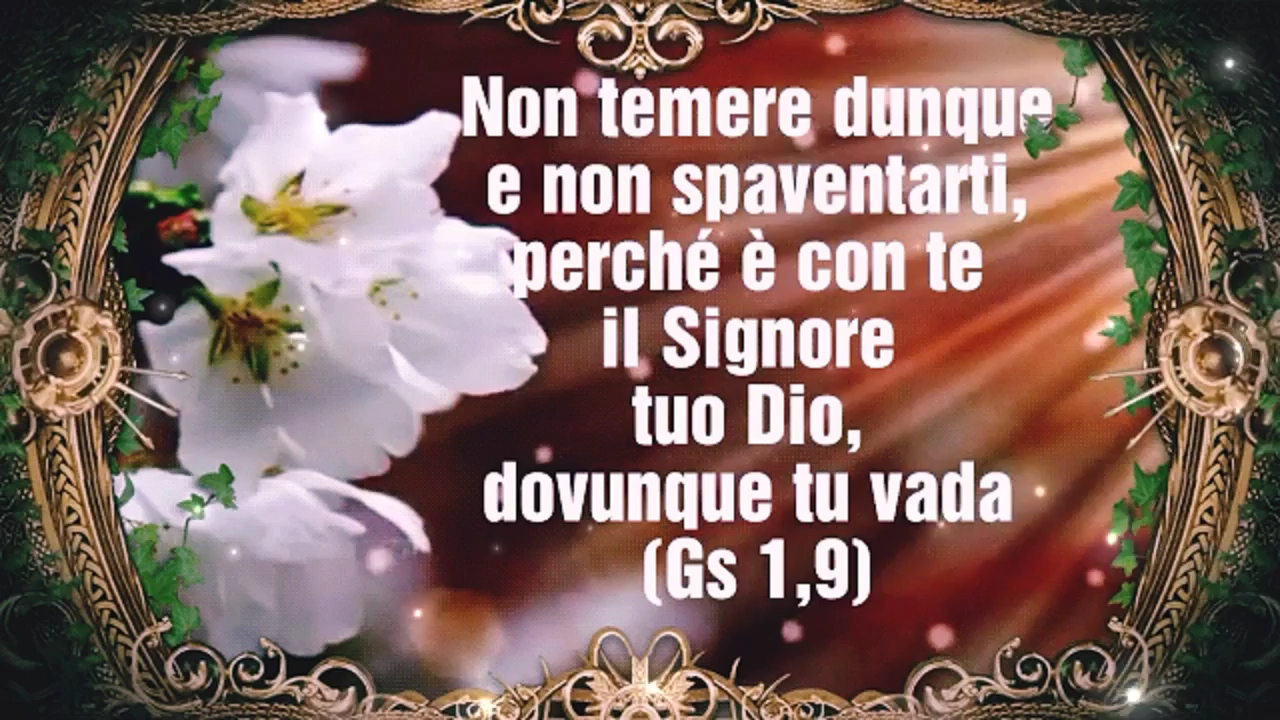 Non temere dunque
e non spaventarti,
perché è con te
il Signore
tuo Dio,
dovunque tu vada
(Gs 1,9)